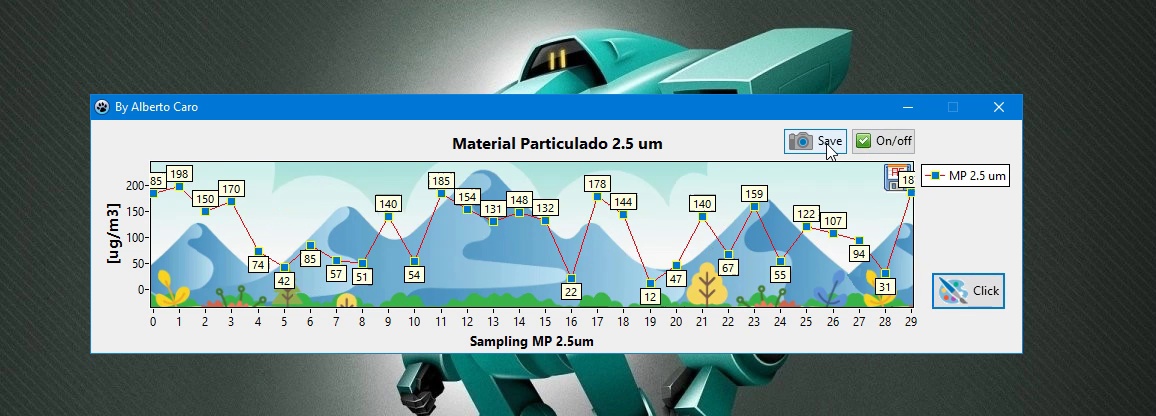 By Alberto Caro
Material Particulado 2.5 um
Save
On/off
MP 2.5 um
[ug/m3]
200
150
100
50
0
85 198 150 170 74 42 85 57 51 140 54 185 154 131 148 132 22 178 144 12 47 140 67 159 55 122 107 94 31 18
0 1 2 3 4 5 6 7 8 9 10 11 12 13 14 15 16 17 18 19 20 21 22 23 24 25 26 27 28 29
Sampling MP 2.5um
Click